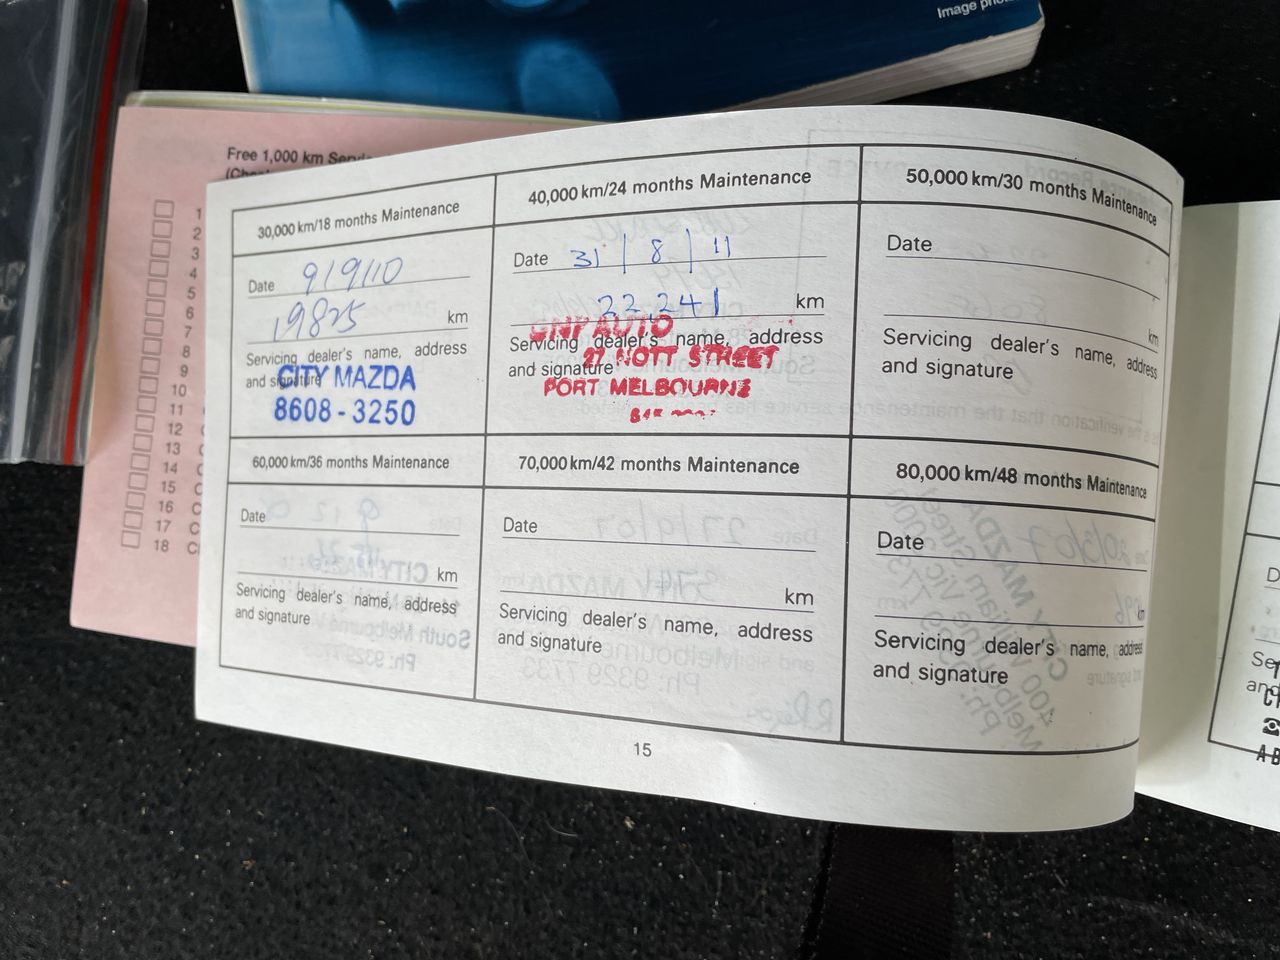 Image
Free 1,000 km
1
2
3
4
5
6
7
8
9
10
11
12
13
14
15
16
17
18
30,000 km/18 months Maintenance
Date 9/9/10
19825 km
Servicing dealer's name, address
and signature
CITY MAZDA
8608 - 3250
40,000 km/24 months Maintenance
Date 31 / 8 / 11
22,241 km
Servicing dealer's name, address
and signature
AUTO
27 NOTT STREET
PORT MELBOURNE
50,000 km/30 months Maintenance
Date
km
Servicing dealer's name, address
and signature
60,000 km/36 months Maintenance
Date
km
Servicing dealer's name, address
and signature
70,000 km/42 months Maintenance
Date
km
Servicing dealer's name, address
and signature
80,000 km/48 months Maintenance
Date
km
Servicing dealer's name, address
and signature
15